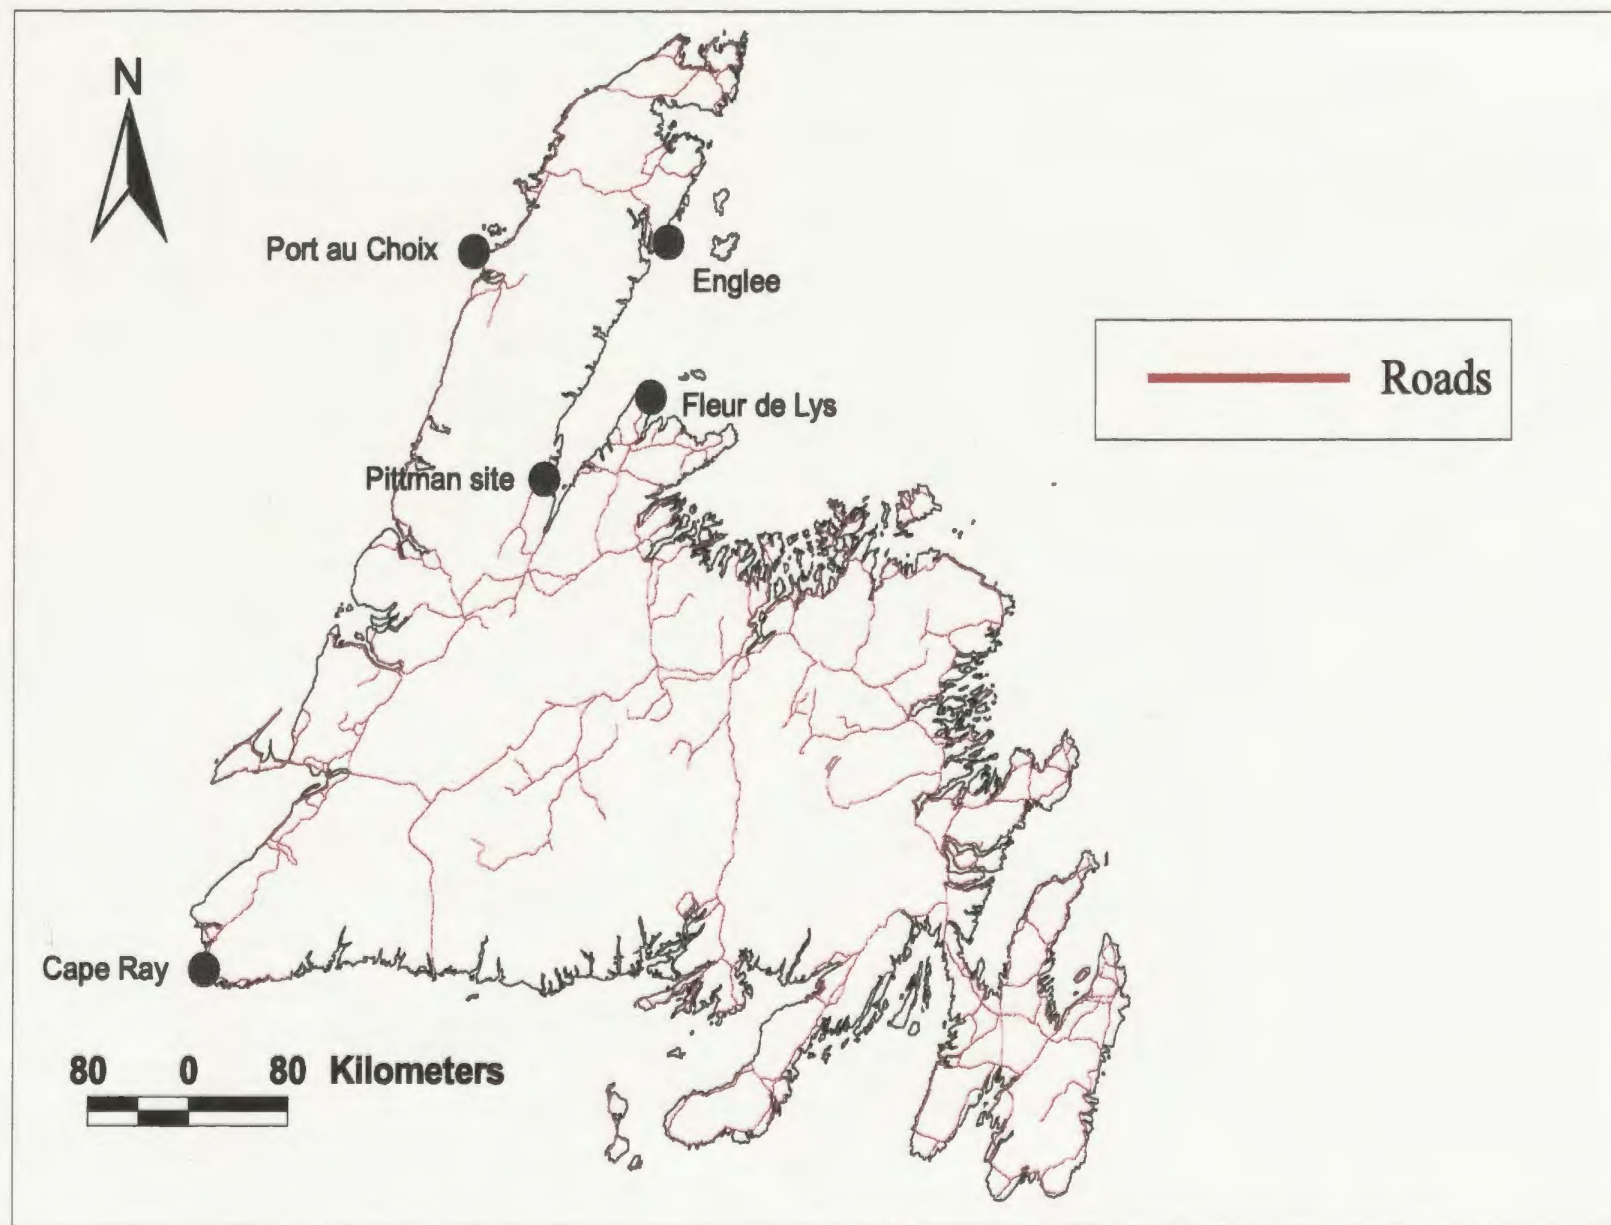 N
Port au Choix
Englee
Roads
Fleur de Lys
Pittman site
Cape Ray
80 0 80 Kilometers